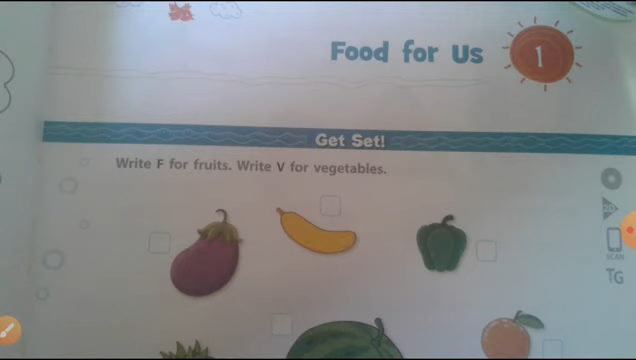 Food for Us
1
Get Set!
Write F for fruits. Write V for vegetables.
SCAN
TG